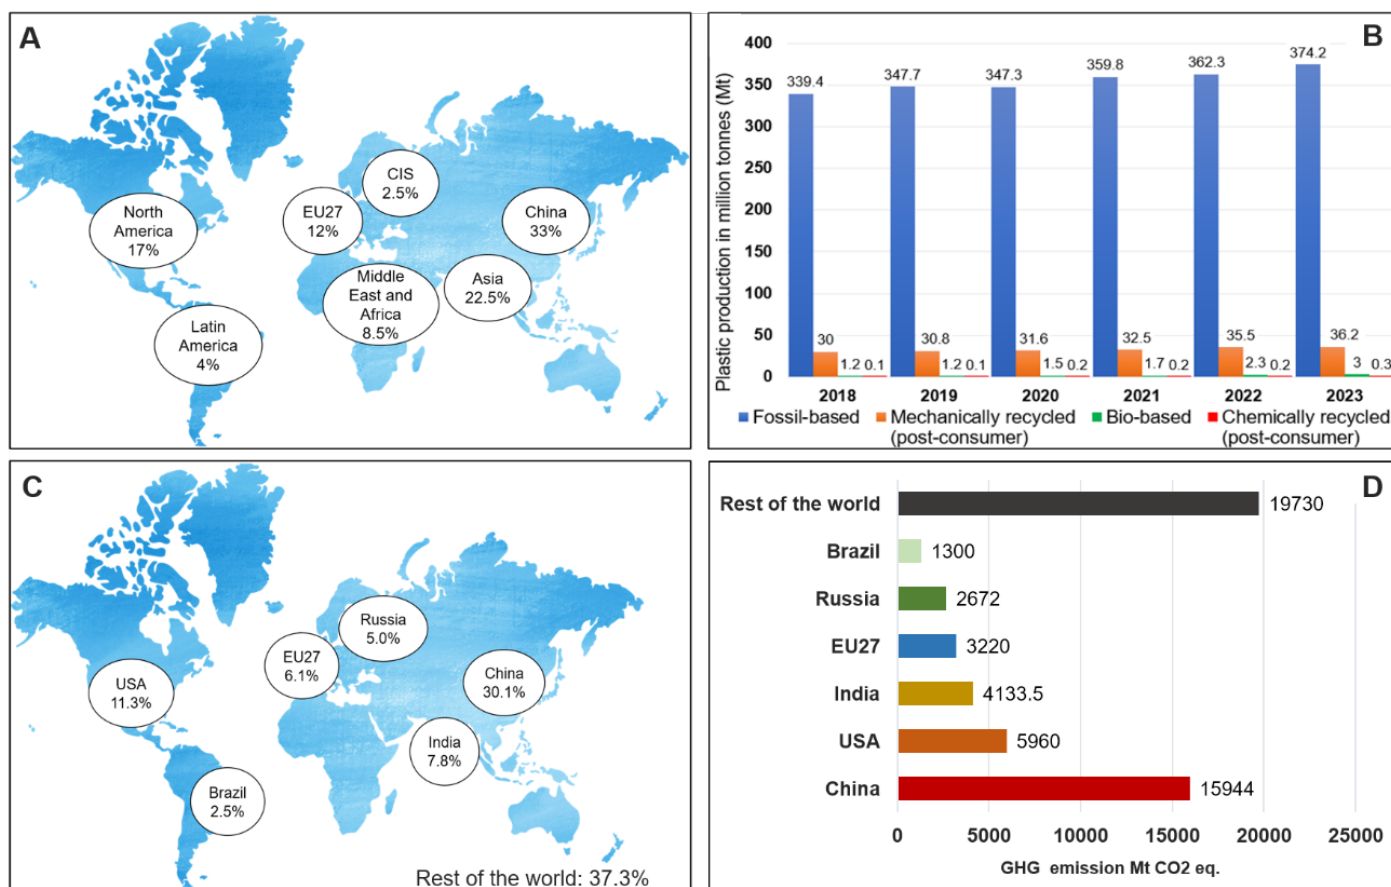 A
CIS
2.5%
North
America
17%
EU27
12%
China
33%
Middle
East and
Africa
8.5%
Asia
22.5%
Latin
America
4%
B
Plastic production in million tonnes (Mt)
400
350
300
250
200
150
100
50
0
339.4
30
1.2
0.1
347.7
30.8
1.2
0.1
347.3
31.6
1.5
0.2
359.8
32.5
1.7
0.2
362.3
35.5
2.3
0.2
374.2
36.2
3
0.3
2018 2019 2020 2021 2022 2023
Fossil-based
Mechanically recycled
(post-consumer)
Bio-based
Chemically recycled
(post-consumer)
C
Russia
5.0%
EU27
6.1%
USA
11.3%
China
30.1%
India
7.8%
Brazil
2.5%
Rest of the world: 37.3%
D
Rest of the world 19730
Brazil 1300
Russia 2672
EU27 3220
India 4133.5
USA 5960
China 15944
0 5000 10000 15000 20000 25000
GHG emission Mt CO2 eq.